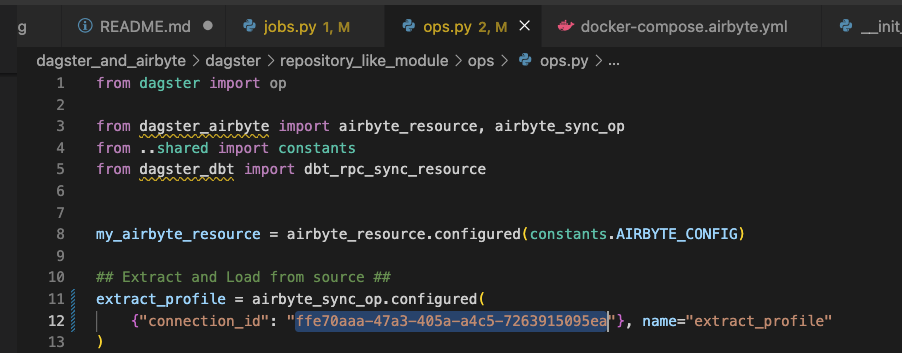 g README.md jobs.py 1, M ops.py 2, M docker-compose.airbyte.yml __init_
dagster_and_airbyte > dagster > repository_like_module > ops > ops.py > ...
1 from dagster import op
2
3 from dagster_airbyte import airbyte_resource, airbyte_sync_op
4 from ..shared import constants
5 from dagster_dbt import dbt_rpc_sync_resource
6
7
8 my_airbyte_resource = airbyte_resource.configured(constants.AIRBYTE_CONFIG)
9
10 ## Extract and Load from source ##
11 extract_profile = airbyte_sync_op.configured(
12 {"connection_id": "ffe70aaa-47a3-405a-a4c5-7263915095ea"}, name="extract_profile"
13 )